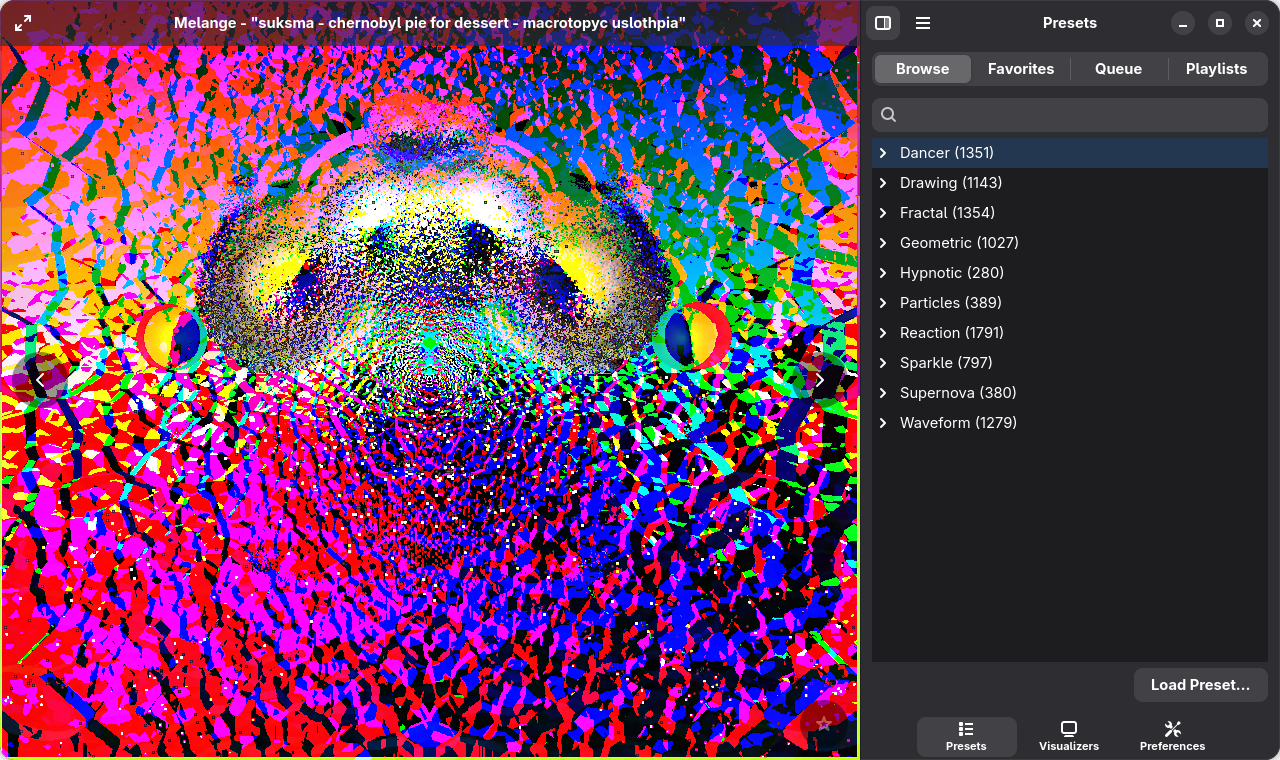 Melange - "suksma - chernobyl pie for dessert - macrotopyc uslothpia"
Presets
Browse
Favorites
Queue
Playlists
Dancer (1351)
Drawing (1143)
Fractal (1354)
Geometric (1027)
Hypnotic (280)
Particles (389)
Reaction (1791)
Sparkle (797)
Supernova (380)
Waveform (1279)
Load Preset...
Presets
Visualizers
Preferences